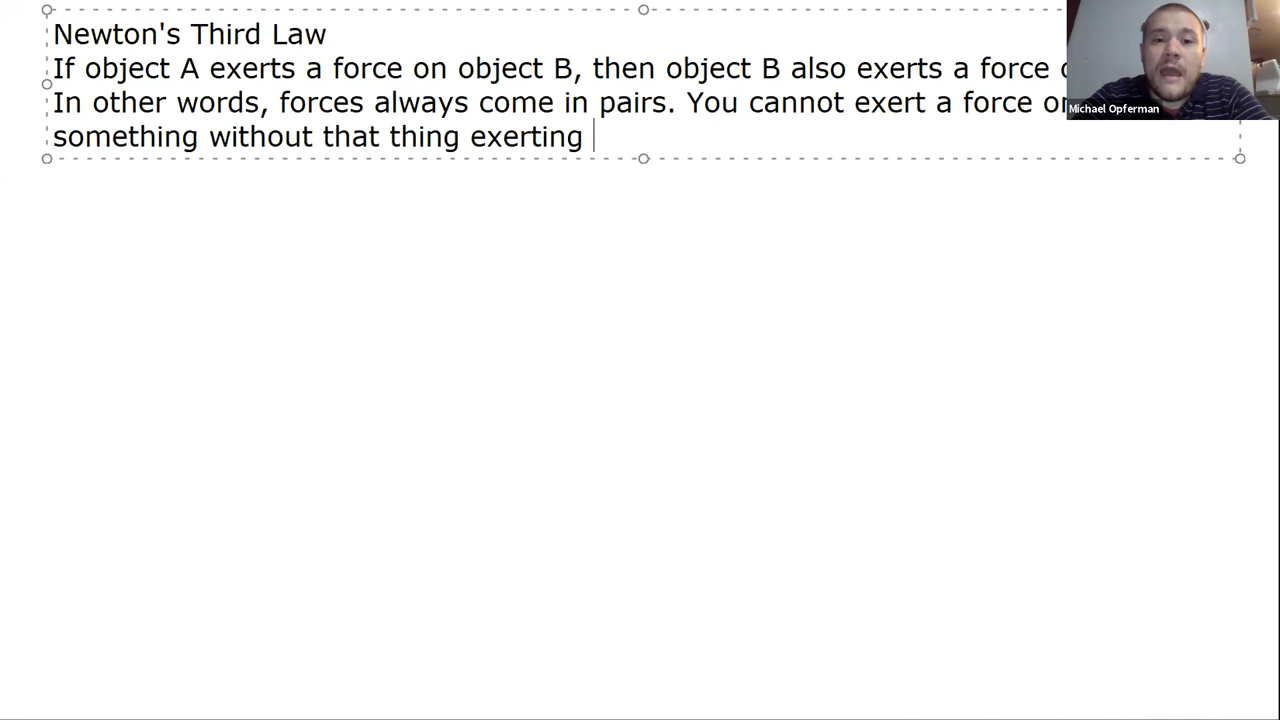 Newton's Third Law
If object A exerts a force on object B, then object B also exerts a force
In other words, forces always come in pairs. You cannot exert a force on
something without that thing exerting
Michael Opferman